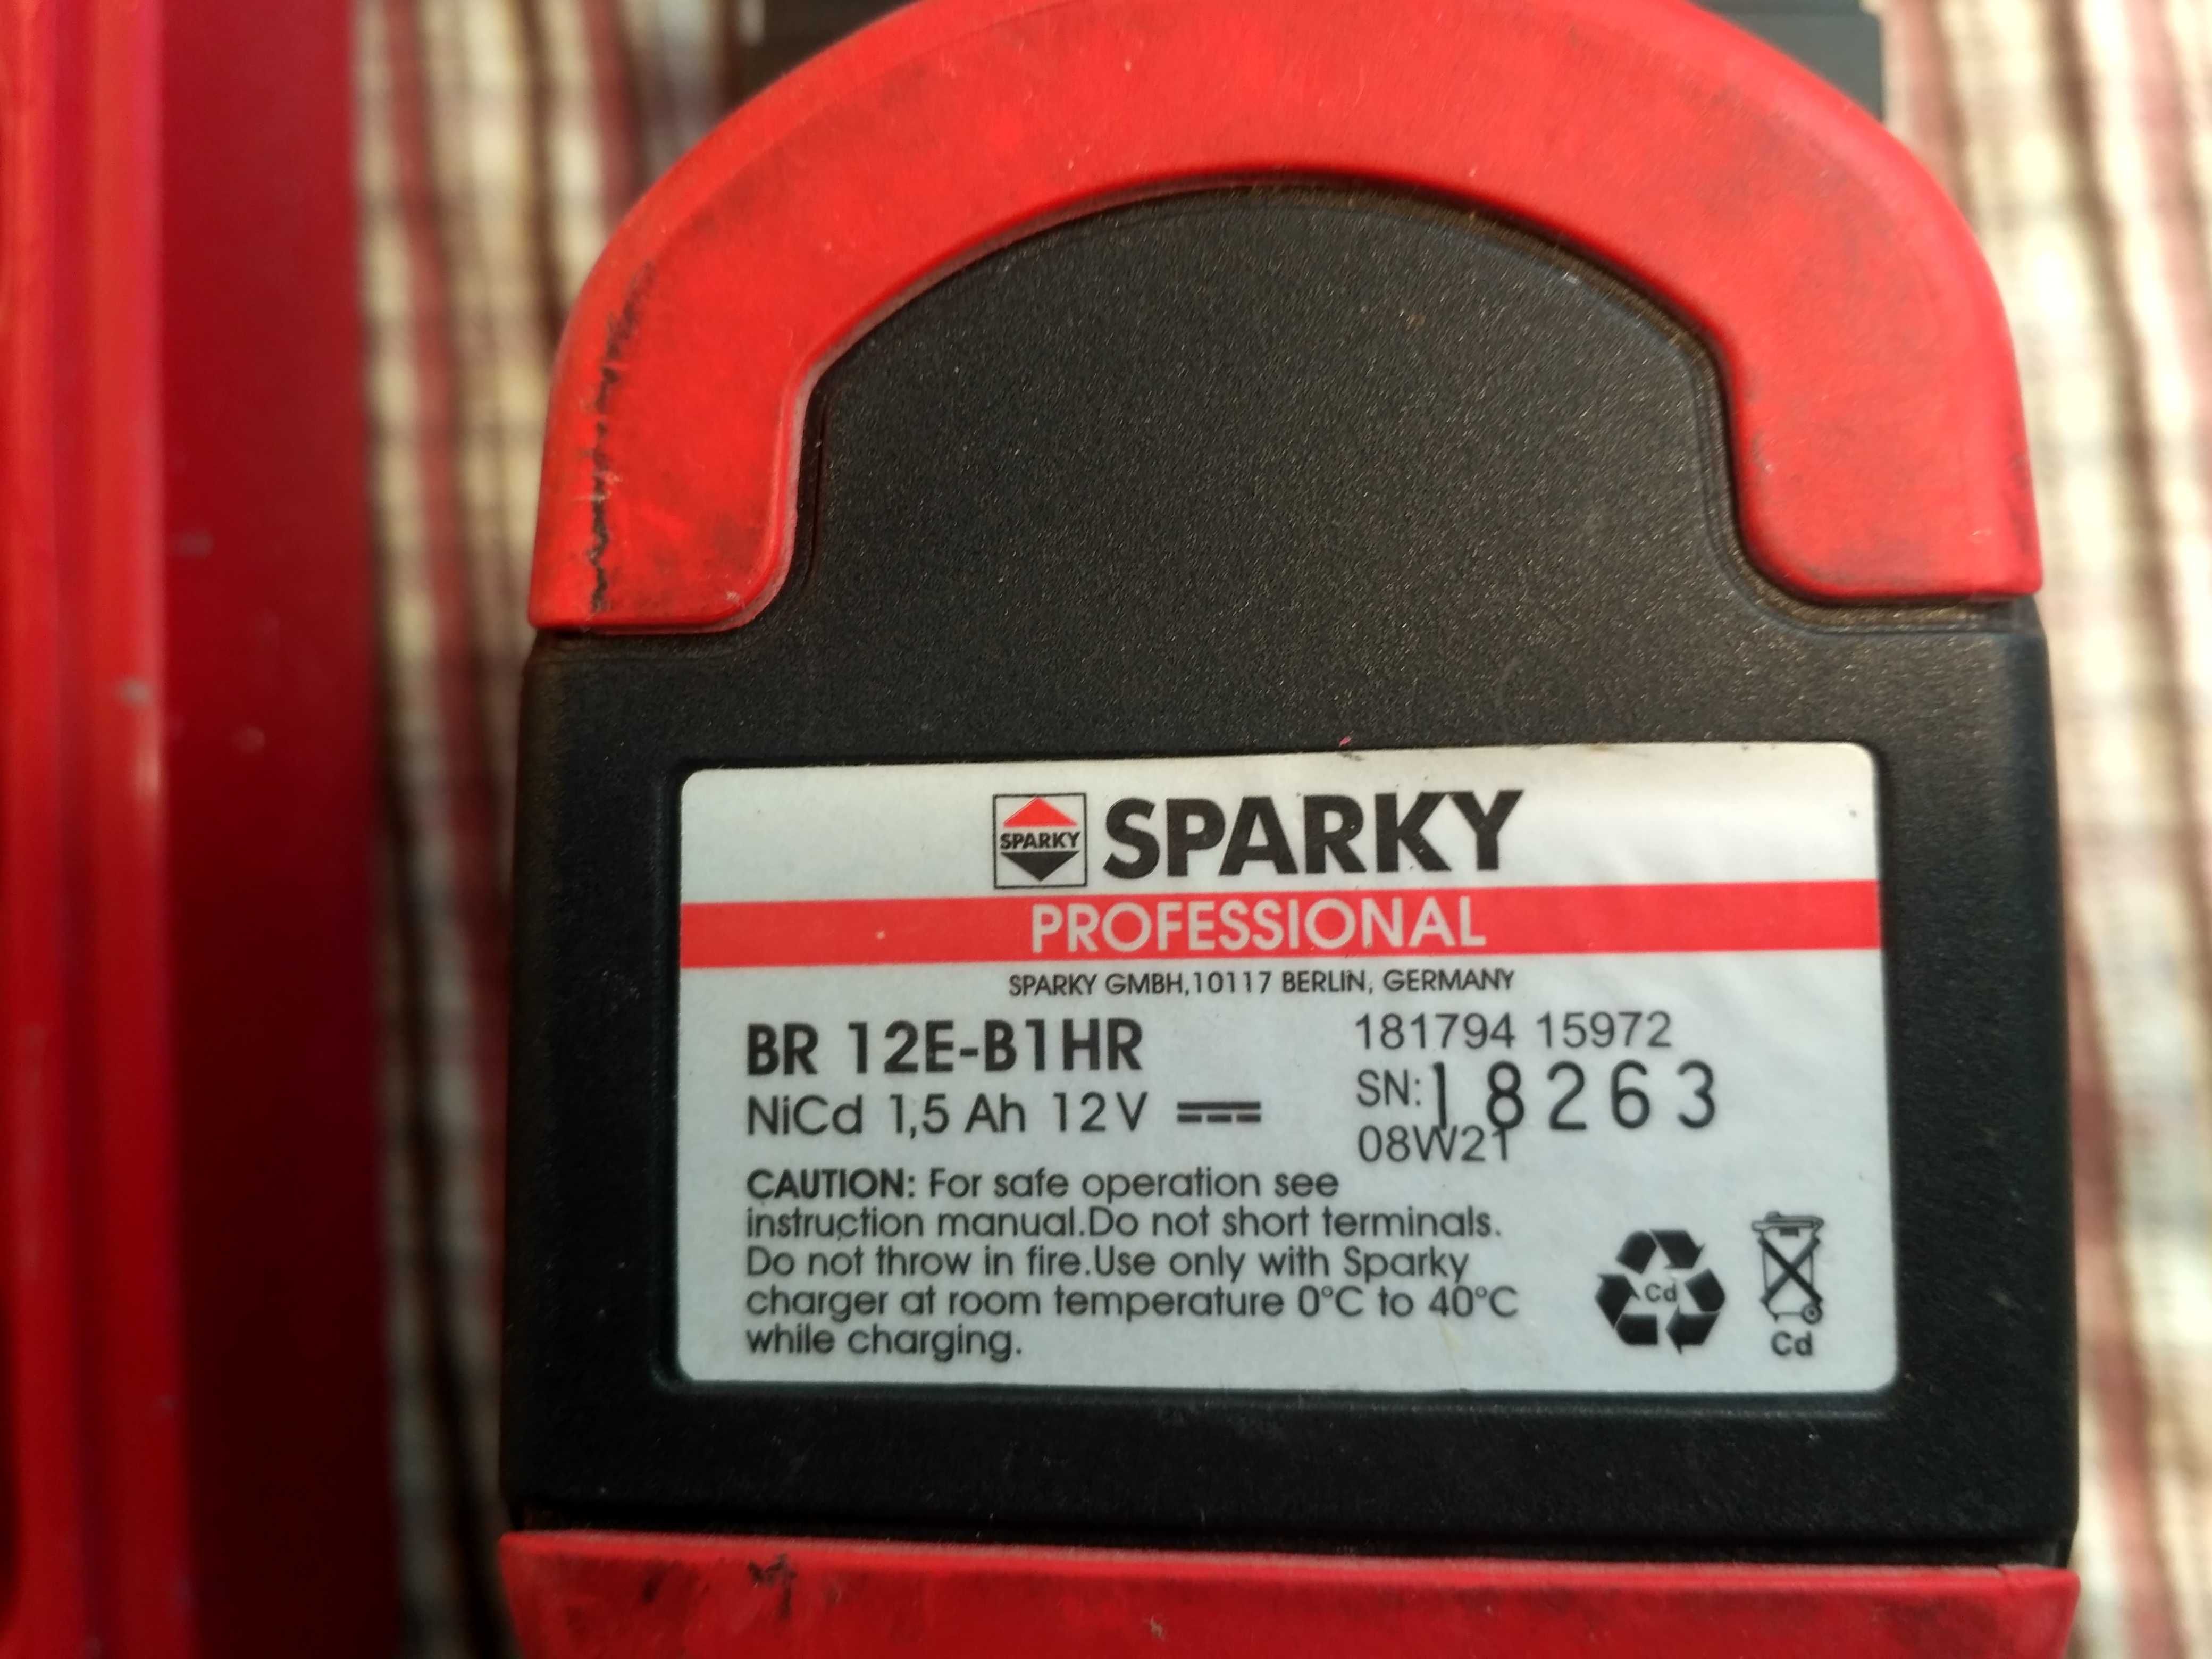 SPARKY SPARKY
PROFESSIONAL
SPARKY GMBH,10117 BERLIN, GERMANY
BR 12E-B1HR
NiCd 1,5 Ah 12V
181794 15972
SN: 18263
08W21
CAUTION: For safe operation see
instruction manual.Do not short terminals.
Do not throw in fire.Use only with Sparky
charger at room temperature 0°C to 40°C
while charging.
Cd
Cd